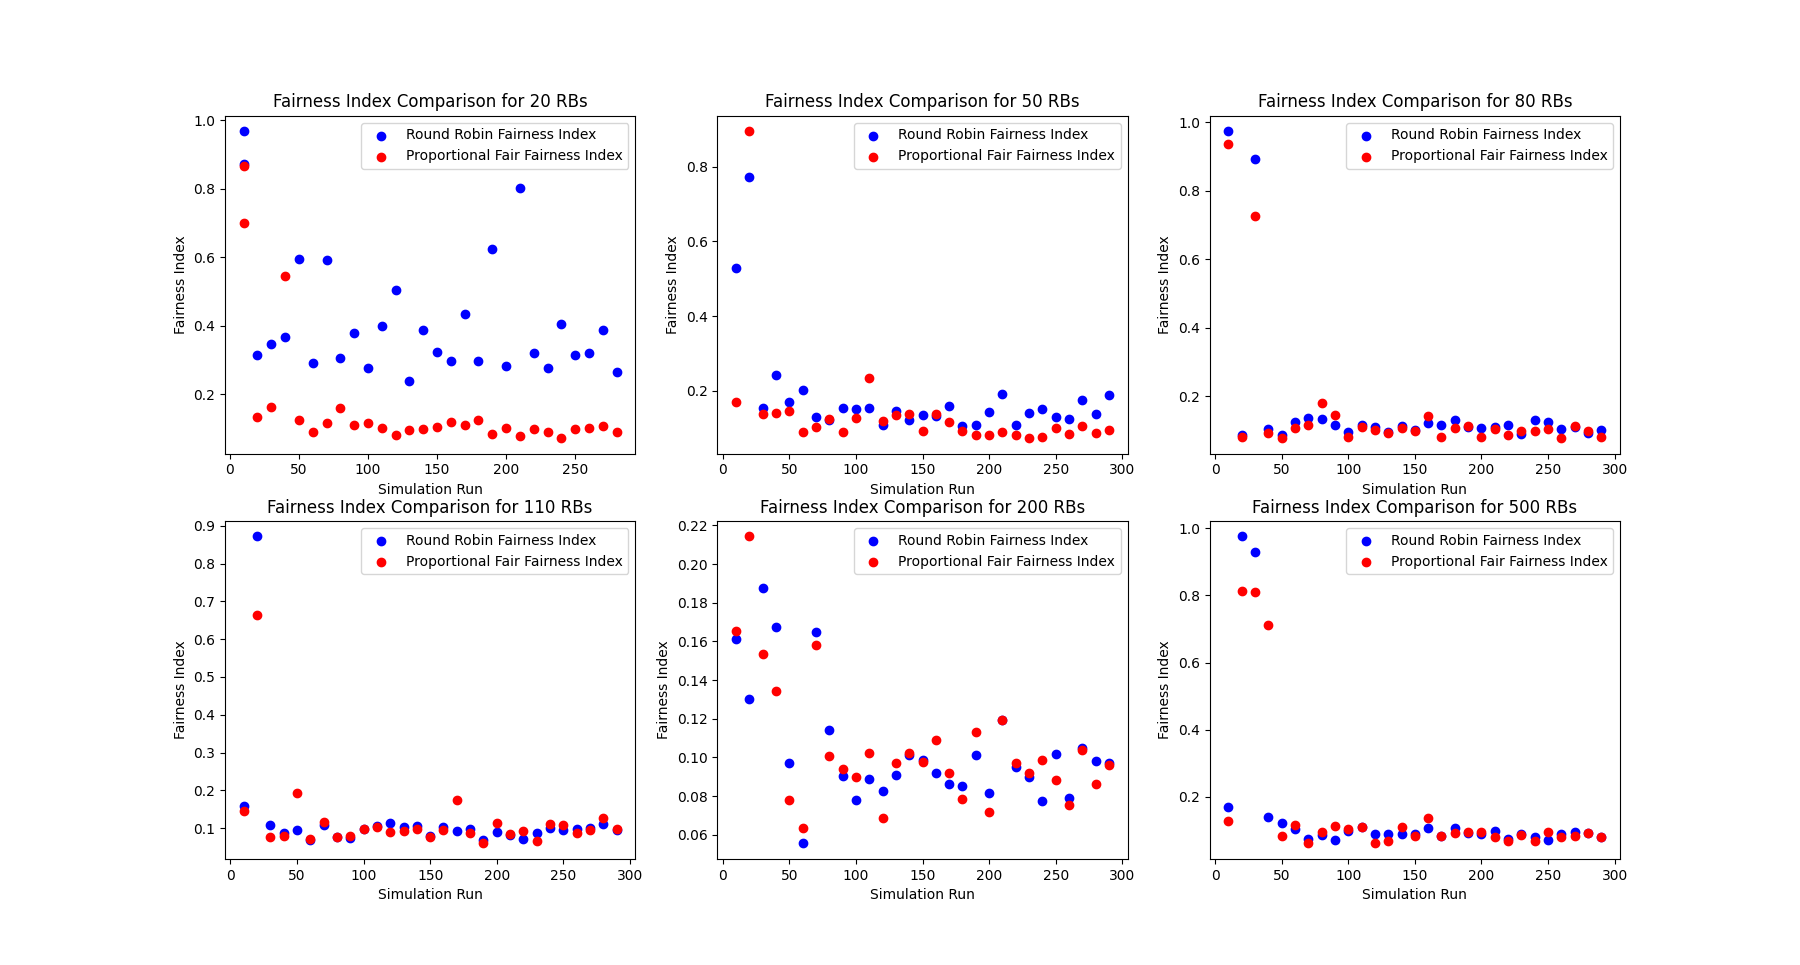 Fairness Index Comparison for 20 RBs
Fairness Index
1.0
0.8
0.6
0.4
0.2
Round Robin Fairness Index
Proportional Fair Fairness Index
0 50 100 150 200 250
Simulation Run
Fairness Index Comparison for 50 RBs
Fairness Index
0.8
0.6
0.4
0.2
Round Robin Fairness Index
Proportional Fair Fairness Index
0 50 100 150 200 250 300
Simulation Run
Fairness Index Comparison for 80 RBs
Fairness Index
1.0
0.8
0.6
0.4
0.2
Round Robin Fairness Index
Proportional Fair Fairness Index
0 50 100 150 200 250 300
Simulation Run
Fairness Index Comparison for 110 RBs
Fairness Index
0.9
0.8
0.7
0.6
0.5
0.4
0.3
0.2
0.1
Round Robin Fairness Index
Proportional Fair Fairness Index
0 50 100 150 200 250 300
Simulation Run
Fairness Index Comparison for 200 RBs
Fairness Index
0.22
0.20
0.18
0.16
0.14
0.12
0.10
0.08
0.06
Round Robin Fairness Index
Proportional Fair Fairness Index
0 50 100 150 200 250 300
Simulation Run
Fairness Index Comparison for 500 RBs
Fairness Index
1.0
0.8
0.6
0.4
0.2
Round Robin Fairness Index
Proportional Fair Fairness Index
0 50 100 150 200 250 300
Simulation Run